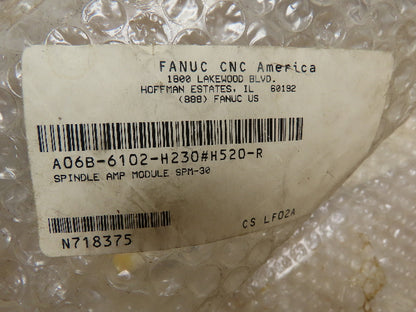 FANUC CNC America
1800 LAKEWOOD BLVD.
HOFFMAN ESTATES, IL 60192
(888) FANUC US
A06B-6102-H230#H520-R
SPINDLE AMP MODULE SPM-30
N718375
CS LF02A